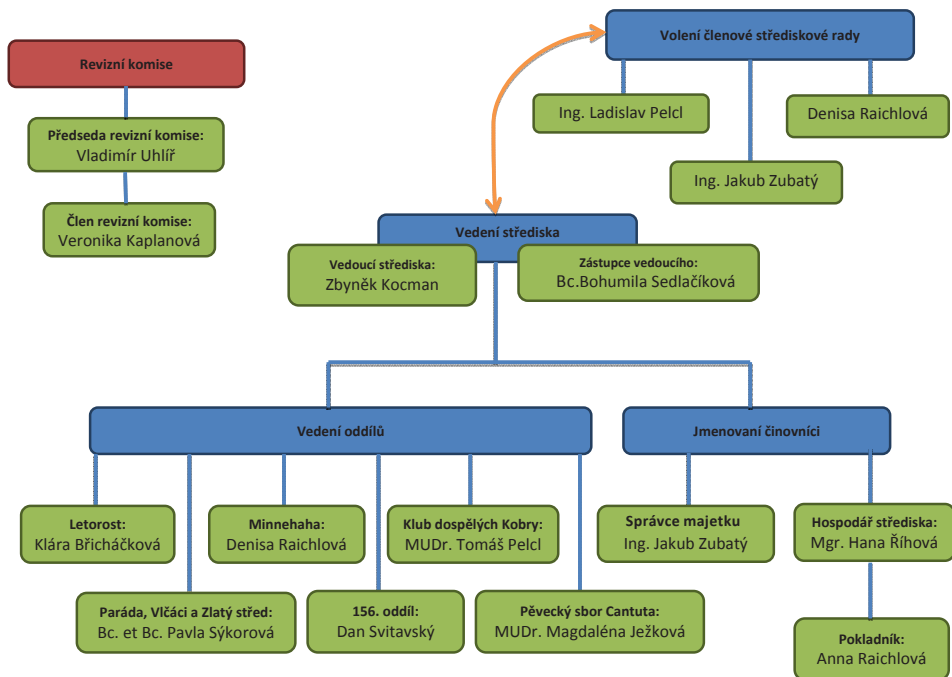 Volení členové střediskové rady
Revizní komise
Ing. Ladislav Pelcl
Denisa Raichlová
Ing. Jakub Zubatý
Předseda revizní komise:
Vladimír Uhlíř
Člen revizní komise:
Veronika Kaplanová
Vedení střediska
Vedoucí střediska:
Zbyněk Kocman
Zástupce vedoucího:
Bc.Bohumila Sedlačíková
Vedení oddílů
Jmenovaní činovníci
Letorost:
Klára Břicháčková
Minnehaha:
Denisa Raichlová
Klub dospělých Kobry:
MUDr. Tomáš Pelcl
Správce majetku
Ing. Jakub Zubatý
Hospodář střediska:
Mgr. Hana Říhová
Paráda, Vlčáci a Zlatý střed:
Bc. et Bc. Pavla Sýkorová
156. oddíl:
Dan Svitavský
Pěvecký sbor Cantuta:
MUDr. Magdaléna Ježková
Pokladník:
Anna Raichlová